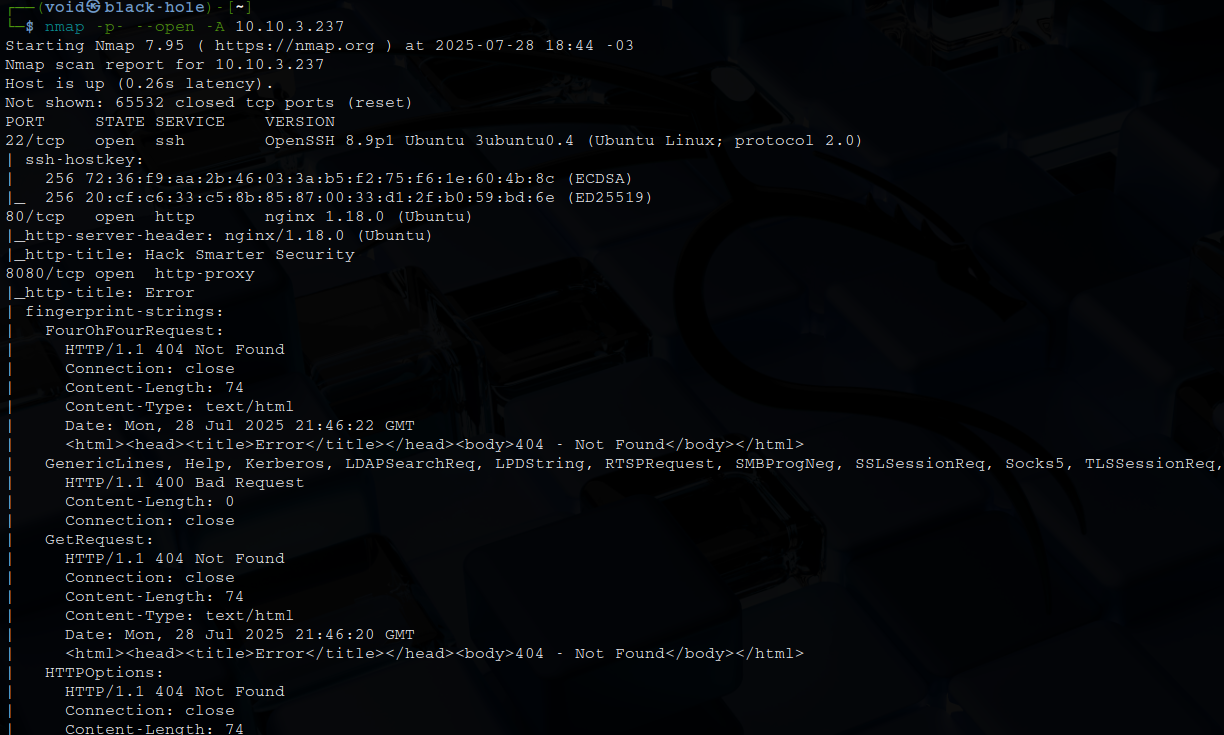 ┌──(void㉿black-hole)-[~]
└─$ nmap -p- --open -A 10.10.3.237
Starting Nmap 7.95 ( https://nmap.org ) at 2025-07-28 18:44 -03
Nmap scan report for 10.10.3.237
Host is up (0.26s latency).
Not shown: 65532 closed tcp ports (reset)
PORT     STATE SERVICE    VERSION
22/tcp   open  ssh        OpenSSH 8.9p1 Ubuntu 3ubuntu0.4 (Ubuntu Linux; protocol 2.0)
| ssh-hostkey:
|   256 72:36:f9:aa:2b:46:03:3a:b5:f2:75:f6:1e:60:4b:8c (ECDSA)
|_  256 20:cf:c6:33:c5:8b:85:87:00:33:d1:2f:b0:59:bd:6e (ED25519)
80/tcp   open  http       nginx 1.18.0 (Ubuntu)
|_http-server-header: nginx/1.18.0 (Ubuntu)
|_http-title: Hack Smarter Security
8080/tcp open  http-proxy
|_http-title: Error
| fingerprint-strings:
|   FourOhFourRequest:
|     HTTP/1.1 404 Not Found
|     Connection: close
|     Content-Length: 74
|     Content-Type: text/html
|     Date: Mon, 28 Jul 2025 21:46:22 GMT
|     <html><head><title>Error</title></head><body>404 - Not Found</body></html>
|   GenericLines, Help, Kerberos, LDAPSearchReq, LPDString, RTSPRequest, SMBProgNeg, SSLSessionReq, Socks5, TLSSessionReq,
|     HTTP/1.1 400 Bad Request
|     Content-Length: 0
|     Connection: close
|   GetRequest:
|     HTTP/1.1 404 Not Found
|     Connection: close
|     Content-Length: 74
|     Content-Type: text/html
|     Date: Mon, 28 Jul 2025 21:46:20 GMT
|     <html><head><title>Error</title></head><body>404 - Not Found</body></html>
|   HTTPOptions:
|     HTTP/1.1 404 Not Found
|     Connection: close
|     Content-Length: 74